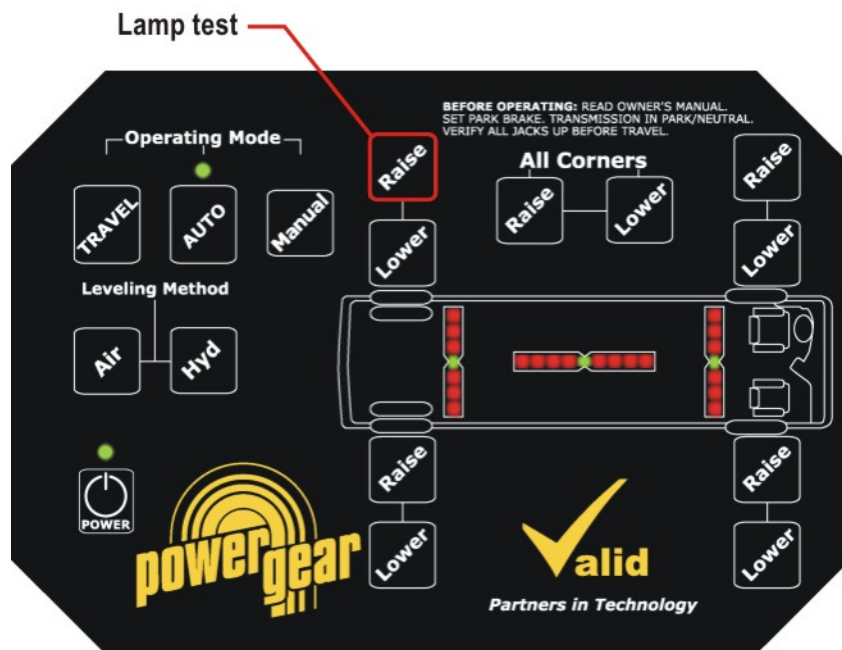 Lamp test
BEFORE OPERATING: READ OWNER'S MANUAL.
SET PARK BRAKE. TRANSMISSION IN PARK/NEUTRAL.
VERIFY ALL JACKS UP BEFORE TRAVEL.
Operating Mode
TRAVEL
AUTO
Manual
Raise
Lower
All Corners
Raise
Lower
Raise
Lower
Leveling Method
Air
Hyd
POWER
powergear
Raise
Lower
Valid
Partners in Technology
Raise
Lower